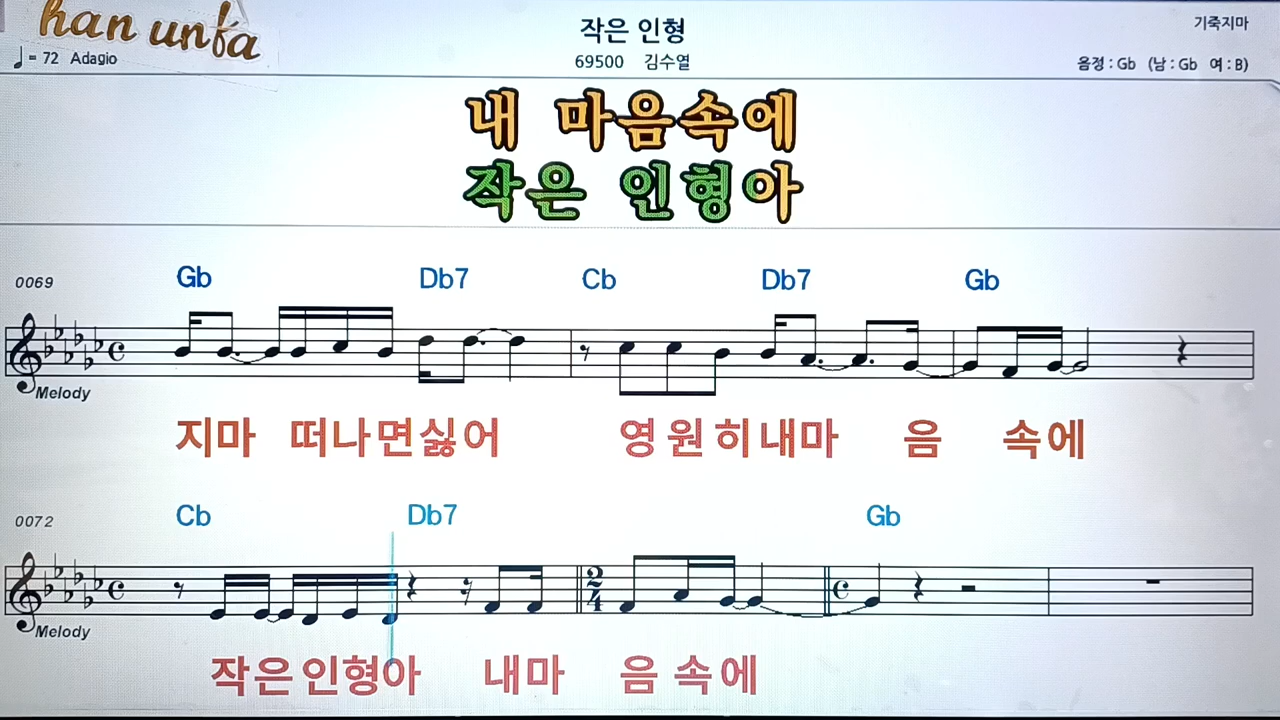 han unfa
작은 인형
기죽지마
♩= 72 Adagio
69500 김수열
음정 : Gb (남 : Gb 여 : B)
내 마음속에
작은 인형아
0069
Gb Db7 Cb Db7 Gb
Melody
지마 떠나면싫어 영원히내마 음 속에
0072
Cb Db7 Gb
2
4
Melody
작은인형아 내마 음 속에